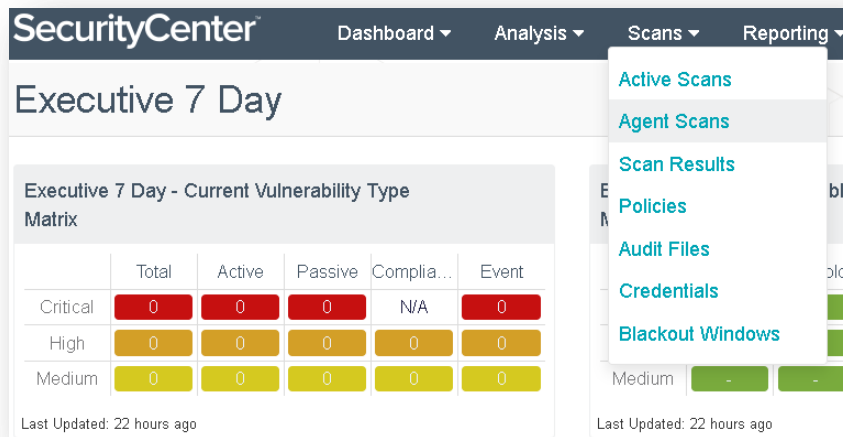 SecurityCenter™ Dashboard Analysis Scans Reporting
Executive 7 Day
Active Scans
Agent Scans
Scan Results
Policies
Audit Files
Credentials
Blackout Windows
Executive 7 Day - Current Vulnerability Type
Matrix
Total Active Passive Complia... Event
Critical 0 0 0 N/A 0
High 0 0 0 0 0
Medium 0 0 0 0 0
Last Updated: 22 hours ago
Medium - -
Last Updated: 22 hours ago